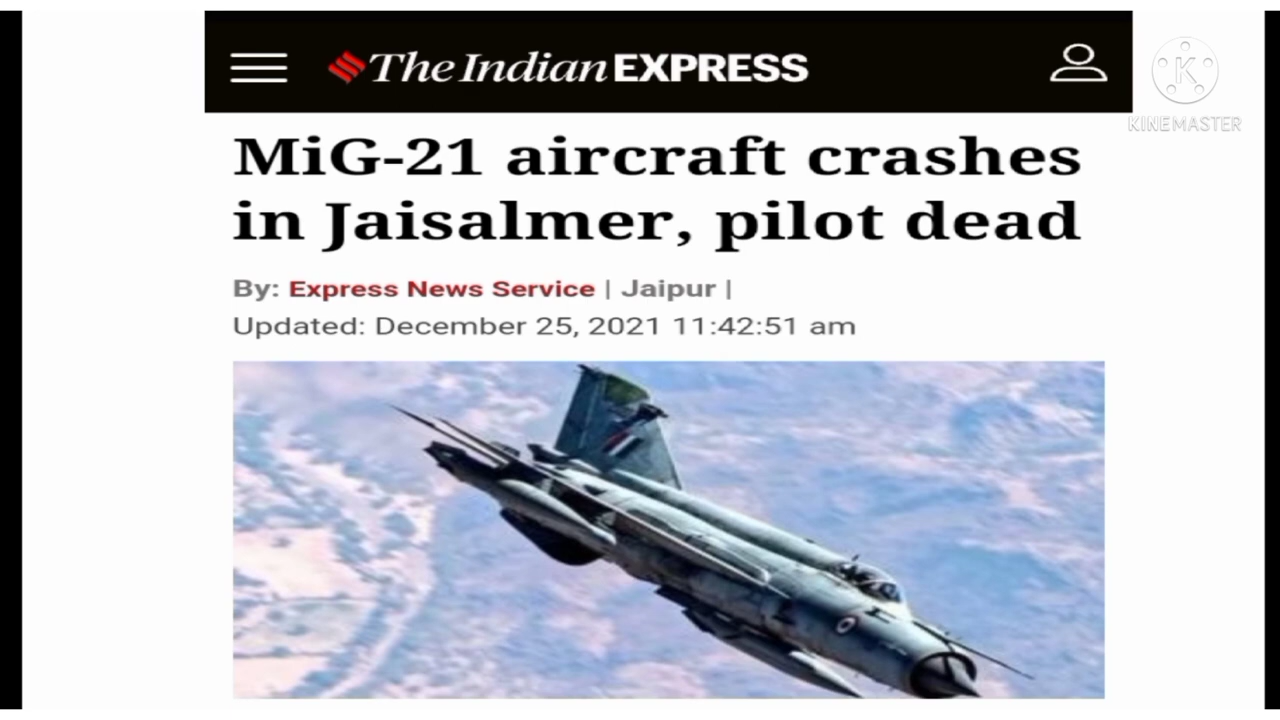 The Indian EXPRESS
K
KINEMASTER
MiG-21 aircraft crashes
in Jaisalmer, pilot dead
By: Express News Service | Jaipur |
Updated: December 25, 2021 11:42:51 am